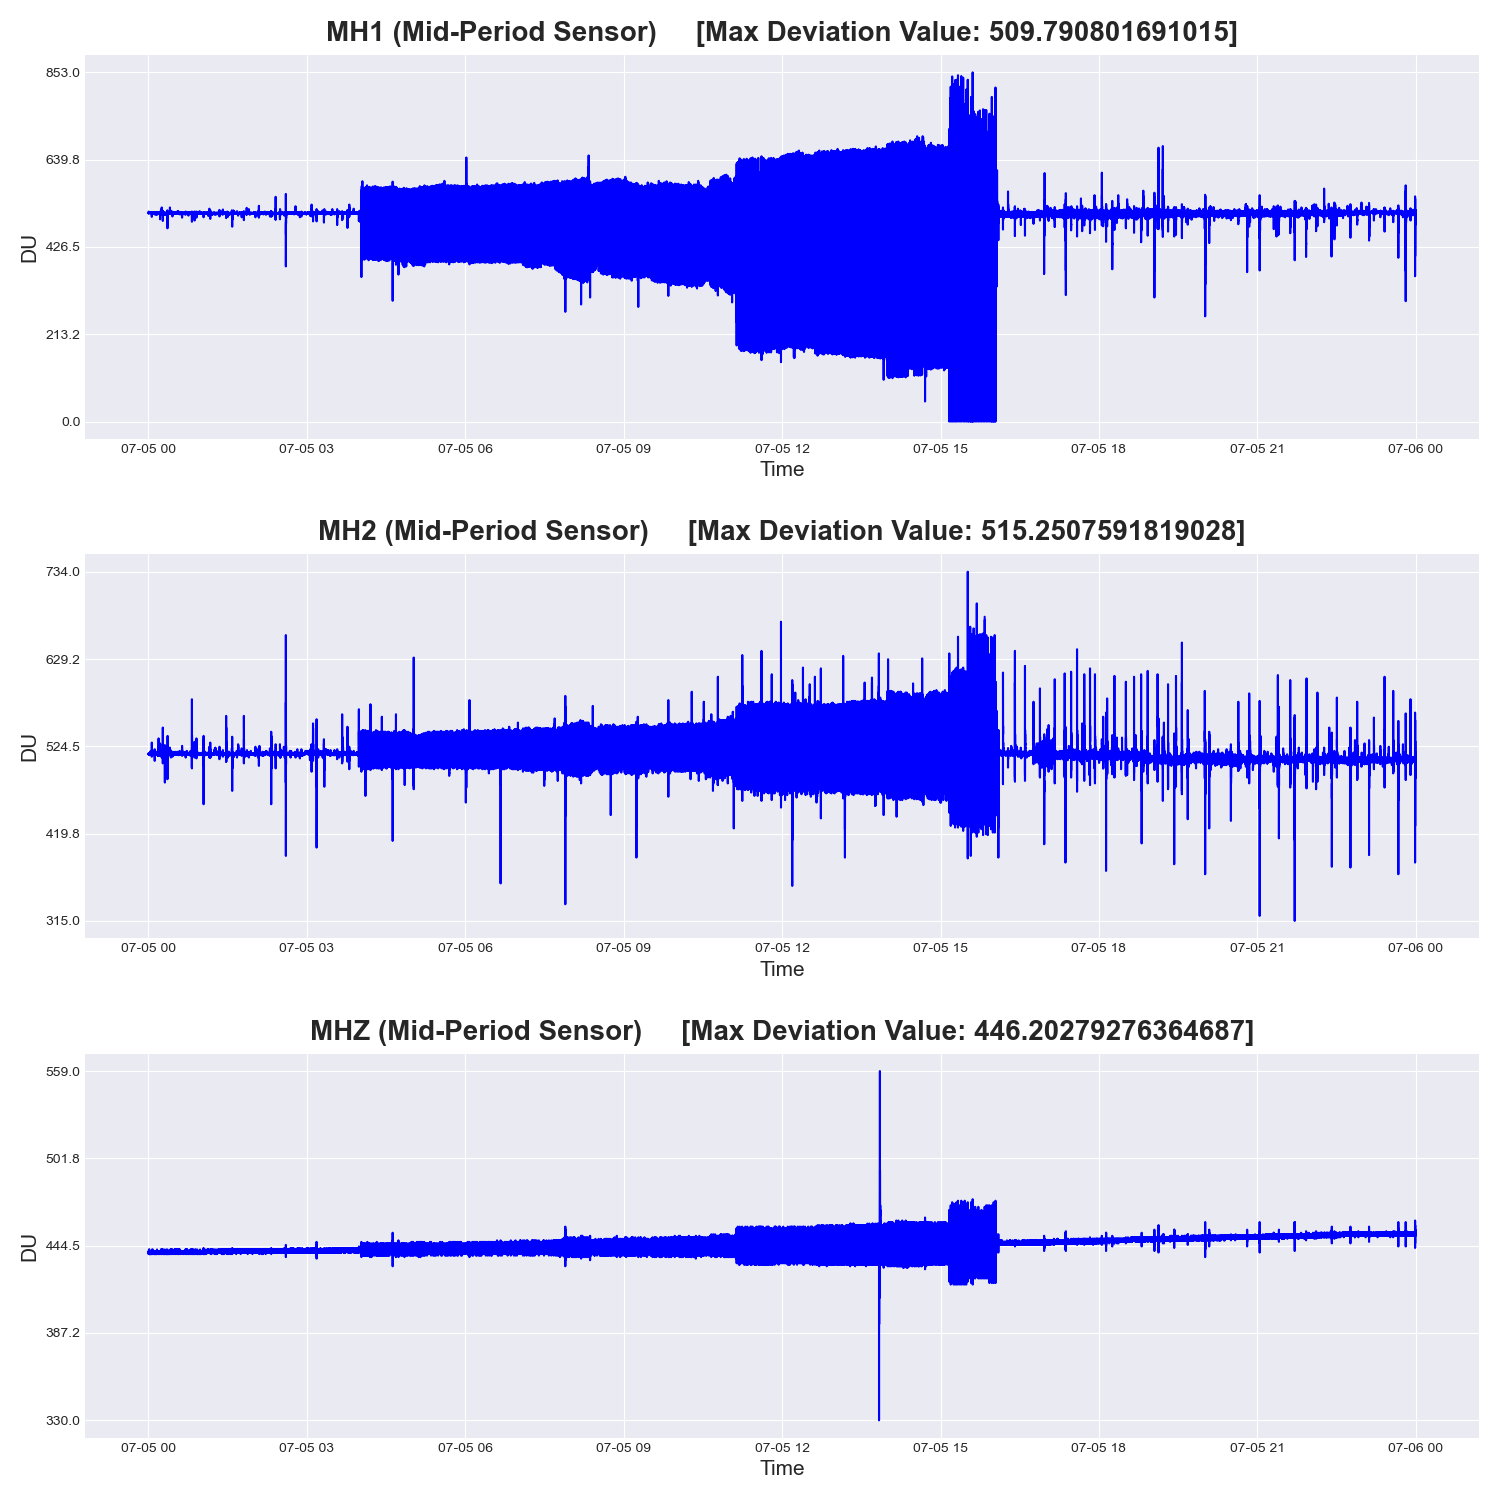 MH1 (Mid-Period Sensor) [Max Deviation Value: 509.790801691015]
853.0
639.8
426.5
213.2
0.0
DU
07-05 00 07-05 03 07-05 06 07-05 09 07-05 12 07-05 15 07-05 18 07-05 21 07-06 00
Time
MH2 (Mid-Period Sensor) [Max Deviation Value: 515.2507591819028]
734.0
629.2
524.5
419.8
315.0
DU
07-05 00 07-05 03 07-05 06 07-05 09 07-05 12 07-05 15 07-05 18 07-05 21 07-06 00
Time
MHZ (Mid-Period Sensor) [Max Deviation Value: 446.20279276364687]
559.0
501.8
444.5
387.2
330.0
DU
07-05 00 07-05 03 07-05 06 07-05 09 07-05 12 07-05 15 07-05 18 07-05 21 07-06 00
Time